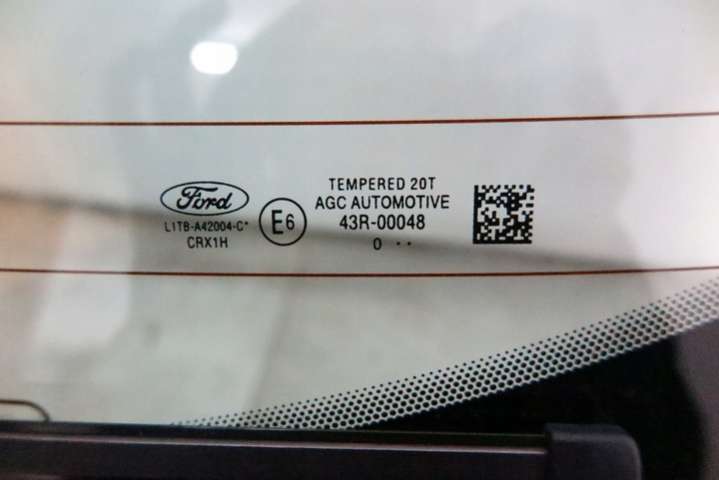 Ford
L1TB-A42004-C*
CRX1H
E6
TEMPERED 20T
AGC AUTOMOTIVE
43R-00048
0 ··